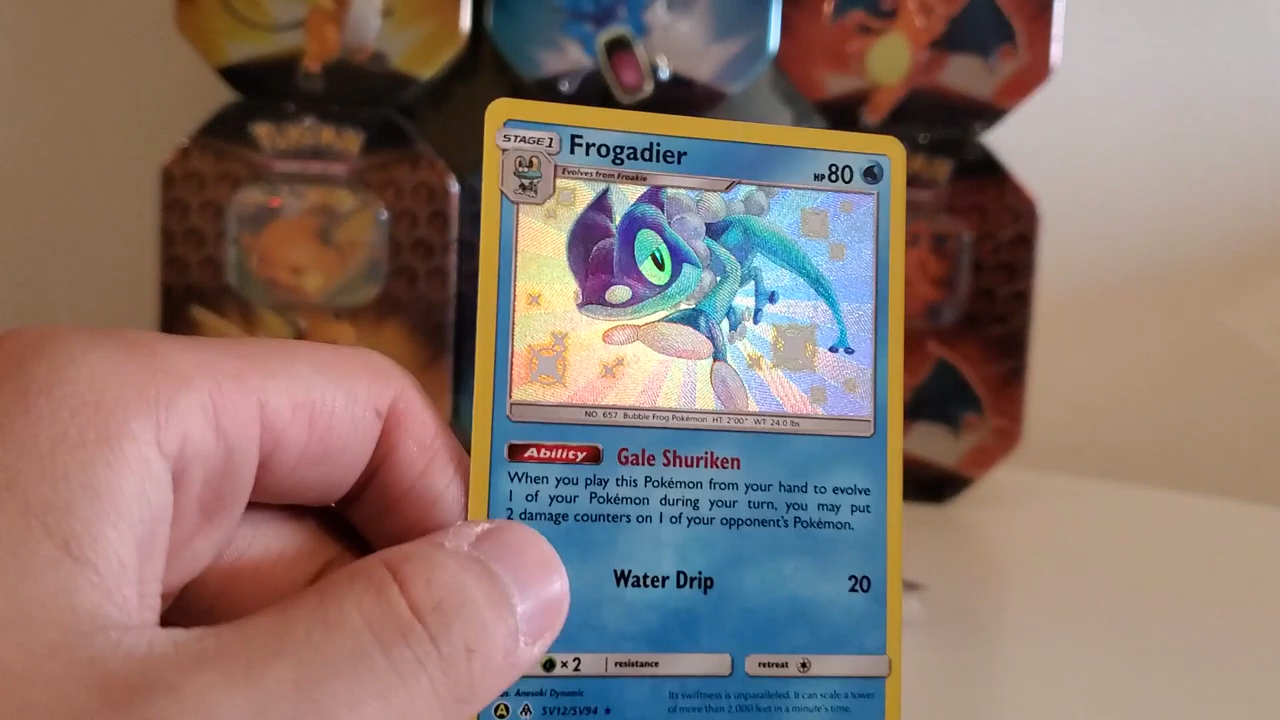 POKéMON
STAGE1
Frogadier
HP 80
Evolves from Froakie
NO. 657 Bubble Frog Pokémon HT: 2'00" WT: 24.0 lbs
Ability Gale Shuriken
When you play this Pokémon from your hand to evolve
1 of your Pokémon during your turn, you may put
2 damage counters on 1 of your opponent's Pokémon.
Water Drip 20
×2 resistance retreat
Anesaki Dynamic
A SV12/SV94 ★
Its swiftness is unparalleled. It can scale a tower
of more than 2,000 feet in a minute's time.